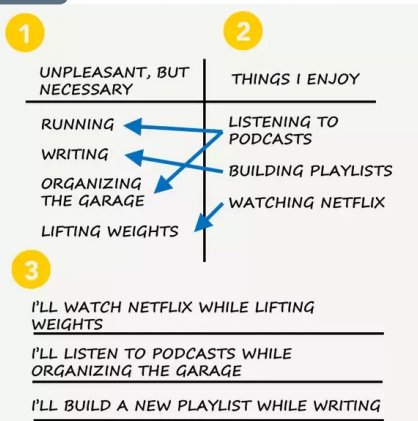 1
2
UNPLEASANT, BUT
NECESSARY
THINGS I ENJOY
RUNNING
WRITING
ORGANIZING
THE GARAGE
LIFTING WEIGHTS
LISTENING TO
PODCASTS
BUILDING PLAYLISTS
WATCHING NETFLIX
3
I'LL WATCH NETFLIX WHILE LIFTING
WEIGHTS
I'LL LISTEN TO PODCASTS WHILE
ORGANIZING THE GARAGE
I'LL BUILD A NEW PLAYLIST WHILE WRITING